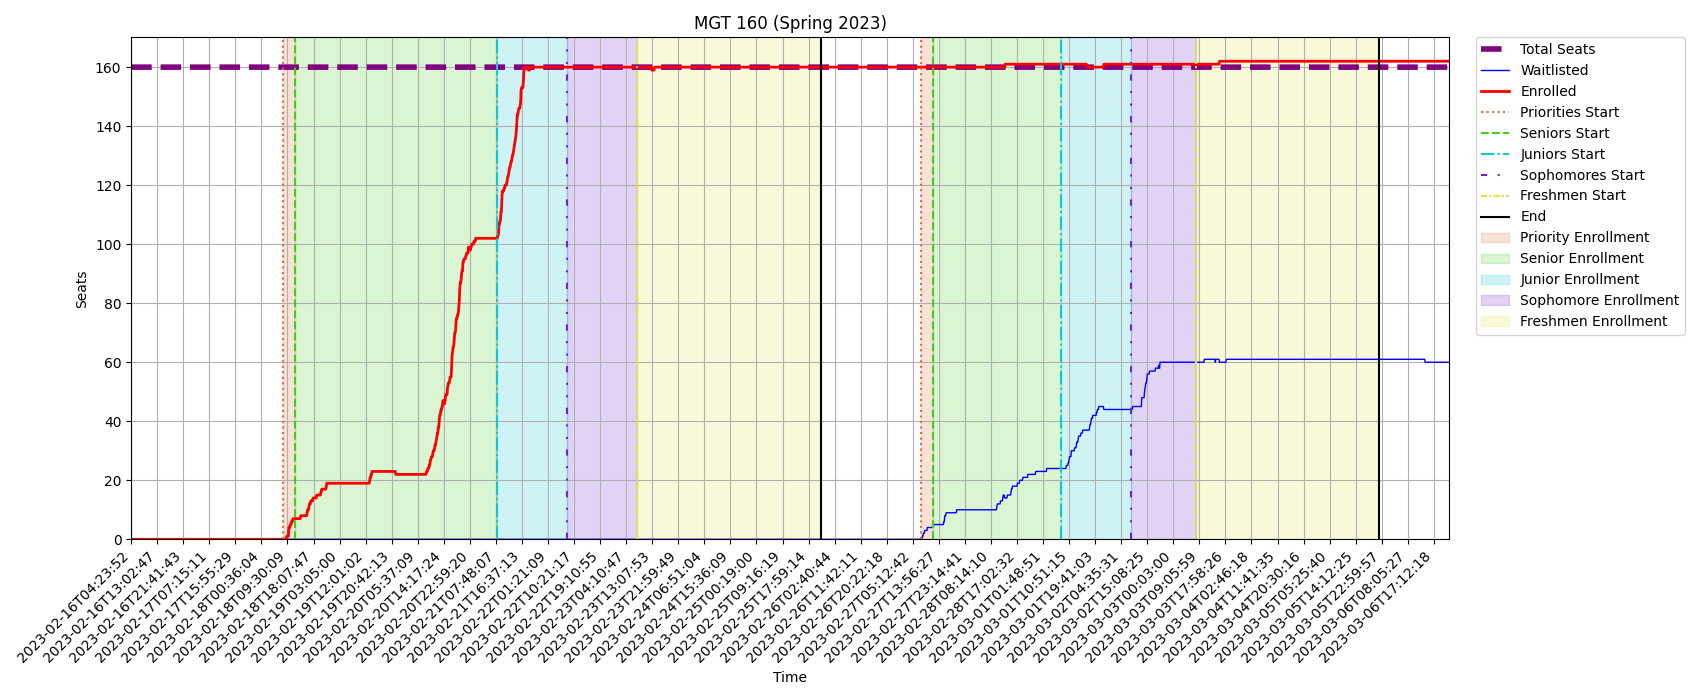 MGT 160 (Spring 2023)
Seats
160
140
120
100
80
60
40
20
0
2023-02-16T04:23:52
2023-02-16T13:02:47
2023-02-16T21:41:43
2023-02-17T07:15:11
2023-02-17T15:55:29
2023-02-18T00:36:04
2023-02-18T09:30:09
2023-02-18T18:07:47
2023-02-19T03:05:00
2023-02-19T12:01:02
2023-02-19T20:42:13
2023-02-20T05:37:09
2023-02-20T14:17:24
2023-02-20T22:59:20
2023-02-21T07:48:07
2023-02-21T16:37:13
2023-02-22T01:21:09
2023-02-22T10:21:17
2023-02-22T19:10:55
2023-02-23T04:10:47
2023-02-23T13:07:53
2023-02-23T21:59:49
2023-02-24T06:51:04
2023-02-24T15:36:09
2023-02-25T00:19:00
2023-02-25T09:16:19
2023-02-25T17:59:14
2023-02-26T02:40:44
2023-02-26T11:42:11
2023-02-26T20:22:18
2023-02-27T05:12:42
2023-02-27T13:56:27
2023-02-27T23:14:41
2023-02-28T08:14:10
2023-02-28T17:02:32
2023-03-01T01:48:51
2023-03-01T10:51:15
2023-03-01T19:41:03
2023-03-02T04:35:31
2023-03-02T15:08:25
2023-03-03T00:03:00
2023-03-03T09:05:59
2023-03-03T17:58:26
2023-03-04T02:46:18
2023-03-04T11:41:35
2023-03-04T20:30:16
2023-03-05T05:25:40
2023-03-05T14:12:25
2023-03-05T22:59:57
2023-03-06T08:05:27
2023-03-06T17:12:18
Time
Total Seats
Waitlisted
Enrolled
Priorities Start
Seniors Start
Juniors Start
Sophomores Start
Freshmen Start
End
Priority Enrollment
Senior Enrollment
Junior Enrollment
Sophomore Enrollment
Freshmen Enrollment